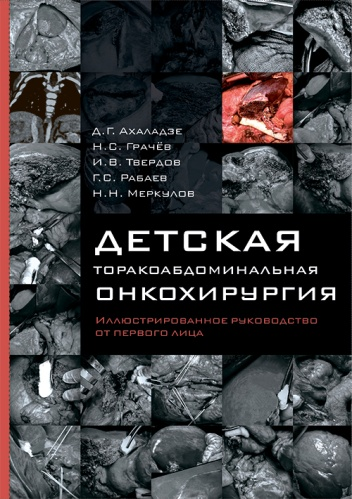 Д.Г. Ахаладзе
Н.С. Грачёв
И.В. Твердов
Г.С. Рабаев
Н.Н. Меркулов
ДЕТСКАЯ
ТОРАКОАБДОМИНАЛЬНАЯ
ОНКОХИРУРГИЯ
Иллюстрированное руководство
от первого лица